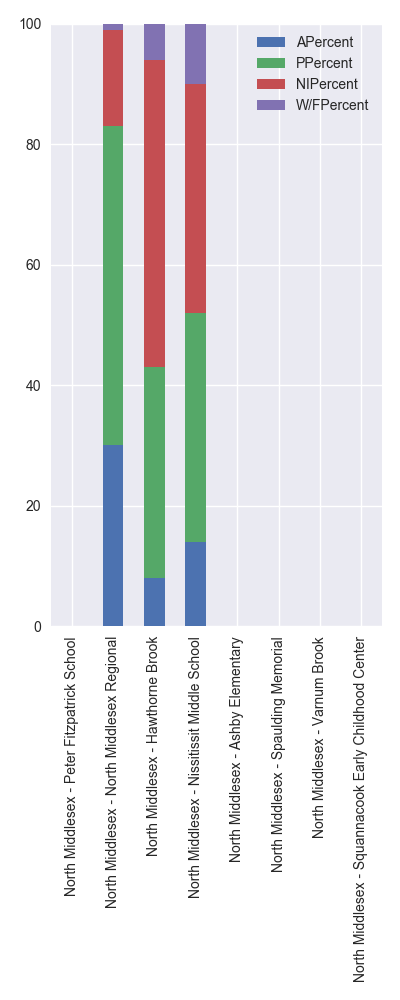 100
80
60
40
20
0
APercent
PPercent
NIPercent
W/FPercent
North Middlesex - Peter Fitzpatrick School
North Middlesex - North Middlesex Regional
North Middlesex - Hawthorne Brook
North Middlesex - Nissitissit Middle School
North Middlesex - Ashby Elementary
North Middlesex - Spaulding Memorial
North Middlesex - Varnum Brook
North Middlesex - Squannacook Early Childhood Center